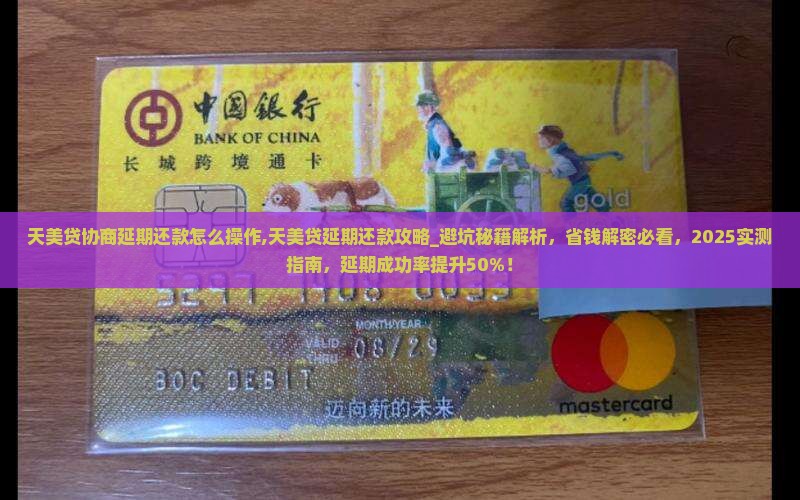 中國銀行
BANK OF CHINA
长城跨境通卡
gold
天美贷协商延期还款怎么操作,天美贷延期还款攻略_避坑秘籍解析，省钱解密必看，2025实测
指南，延期成功率提升50%！
MONTH/YEAR
VALID
THRU
08/29
BOC DEBIT
迈向新的未来
mastercard